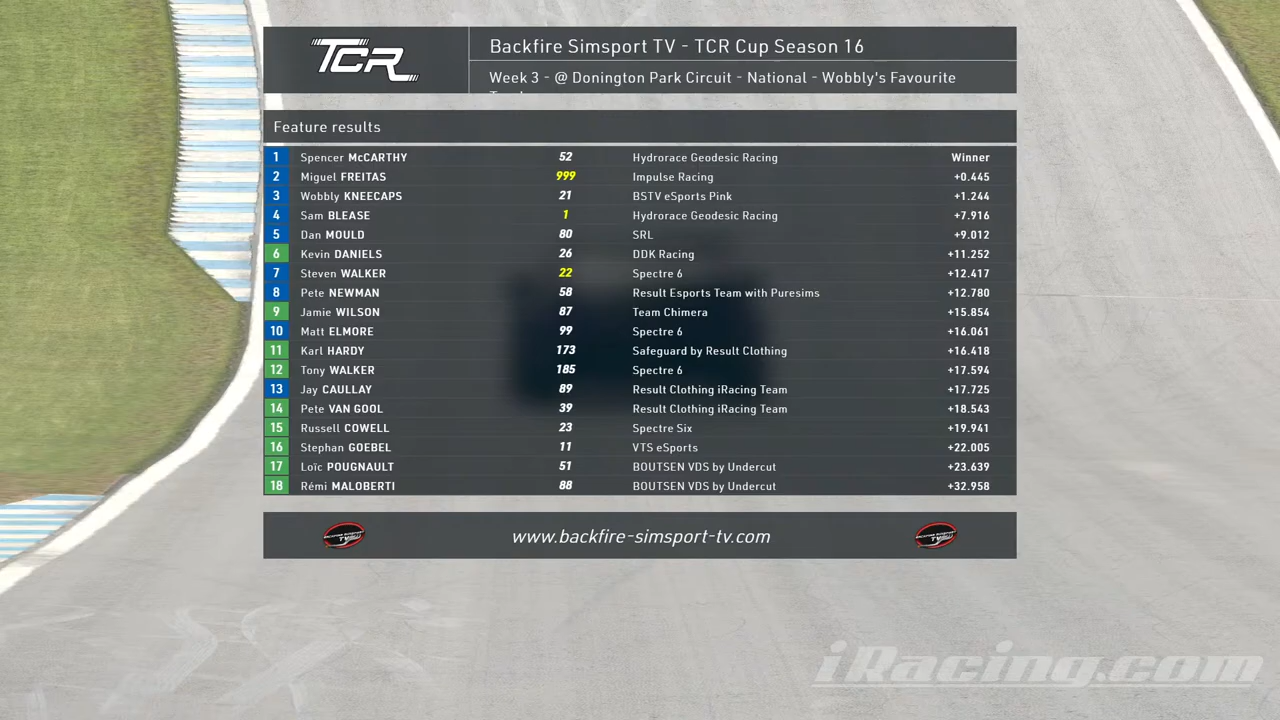 TCR
Backfire Simsport TV - TCR Cup Season 16
Week 3 - @ Donington Park Circuit - National - Wobbly's Favourite
Feature results
1 Spencer McCARTHY 52 Hydrorace Geodesic Racing Winner
2 Miguel FREITAS 999 Impulse Racing +0.445
3 Wobbly KNEECAPS 21 BSTV eSports Pink +1.244
4 Sam BLEASE 1 Hydrorace Geodesic Racing +7.916
5 Dan MOULD 80 SRL +9.012
6 Kevin DANIELS 26 DDK Racing +11.252
7 Steven WALKER 22 Spectre 6 +12.417
8 Pete NEWMAN 58 Result Esports Team with Puresims +12.780
9 Jamie WILSON 87 Team Chimera +15.854
10 Matt ELMORE 99 Spectre 6 +16.061
11 Karl HARDY 173 Safeguard by Result Clothing +16.418
12 Tony WALKER 185 Spectre 6 +17.594
13 Jay CAULLAY 89 Result Clothing iRacing Team +17.725
14 Pete VAN GOOL 39 Result Clothing iRacing Team +18.543
15 Russell COWELL 23 Spectre Six +19.941
16 Stephan GOEBEL 11 VTS eSports +22.005
17 Loïc POUGNAULT 51 BOUTSEN VDS by Undercut +23.639
18 Rémi MALOBERTI 88 BOUTSEN VDS by Undercut +32.958
www.backfire-simsport-tv.com
iRacing.com